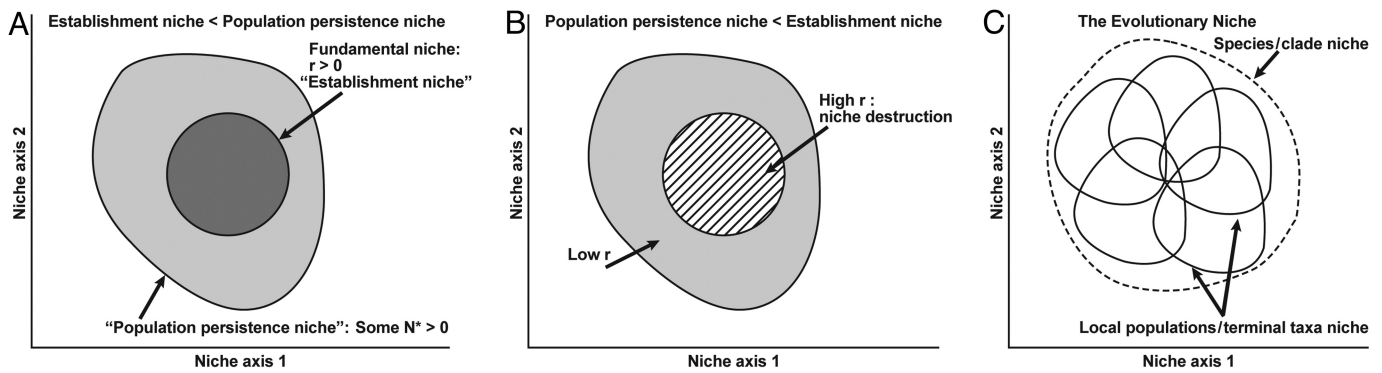 A
Establishment niche < Population persistence niche
Fundamental niche:
r > 0
“Establishment niche”
“Population persistence niche”: Some N* > 0
Niche axis 2
Niche axis 1
B
Population persistence niche < Establishment niche
High r :
niche destruction
Low r
Niche axis 2
Niche axis 1
C
The Evolutionary Niche
Species/clade niche
Local populations/terminal taxa niche
Niche axis 2
Niche axis 1